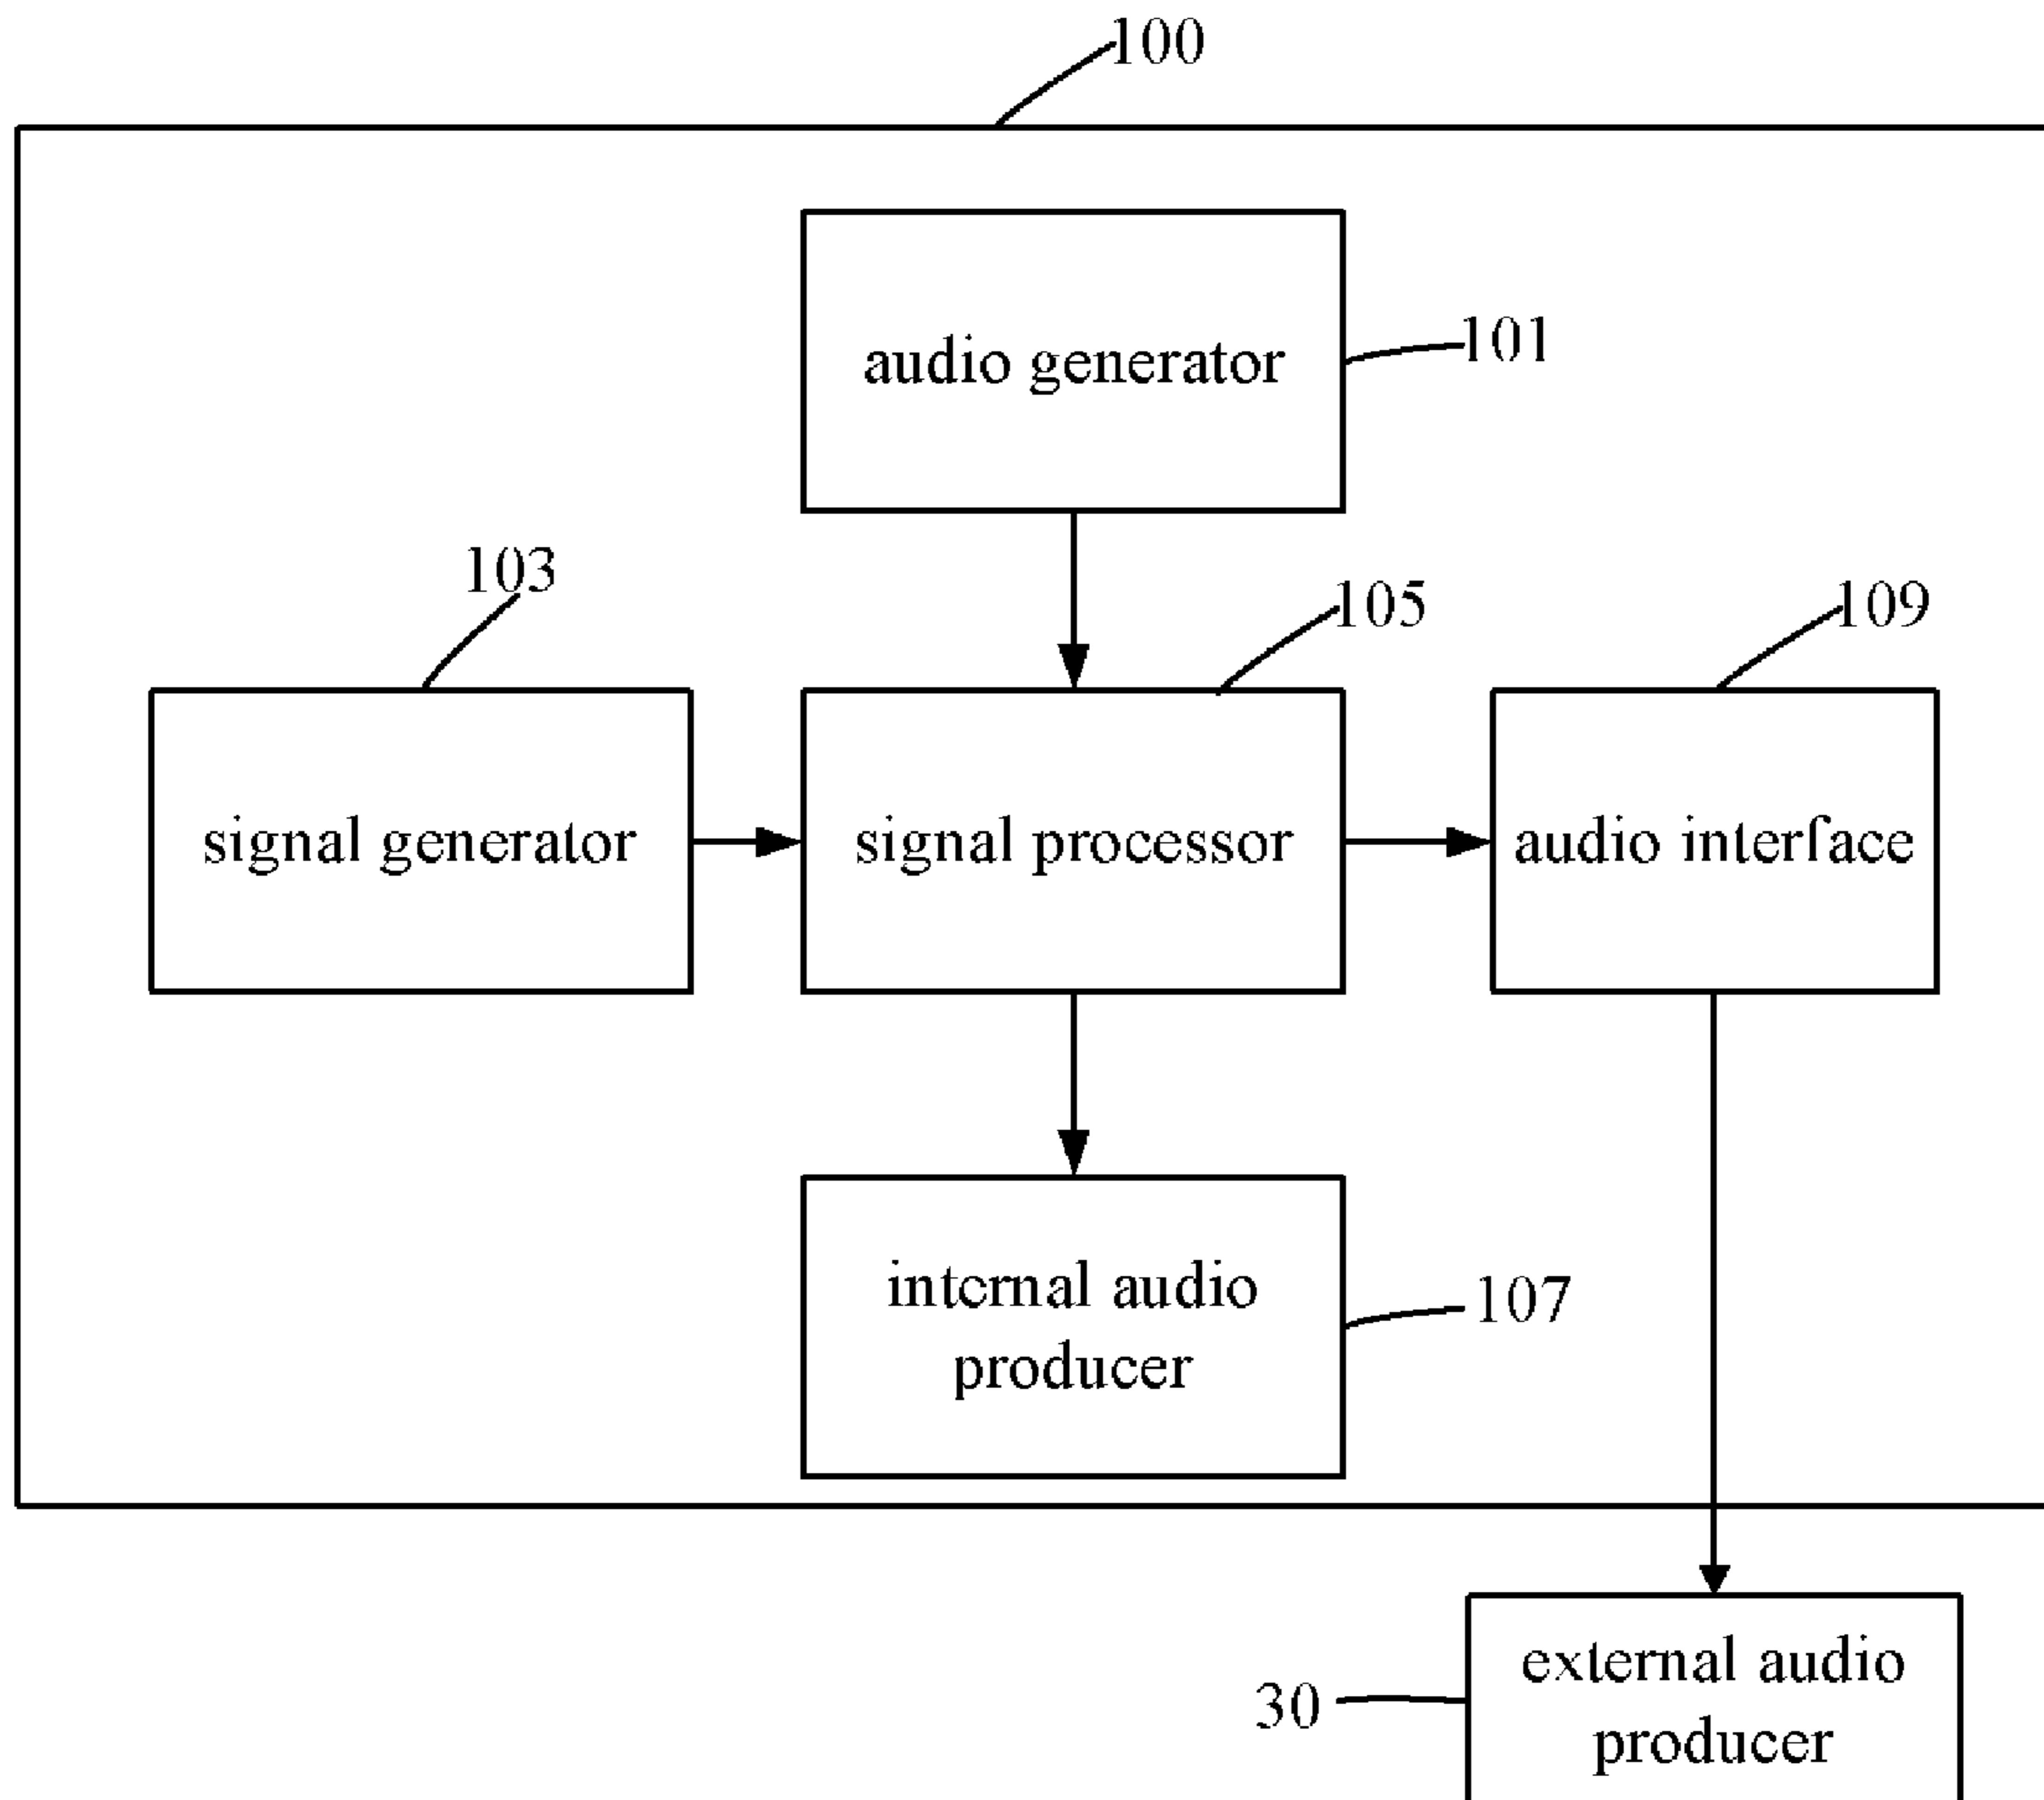 100
audio generator
101
103
105
109
signal generator
signal processor
audio interface
internal audio
producer
107
external audio
producer
30